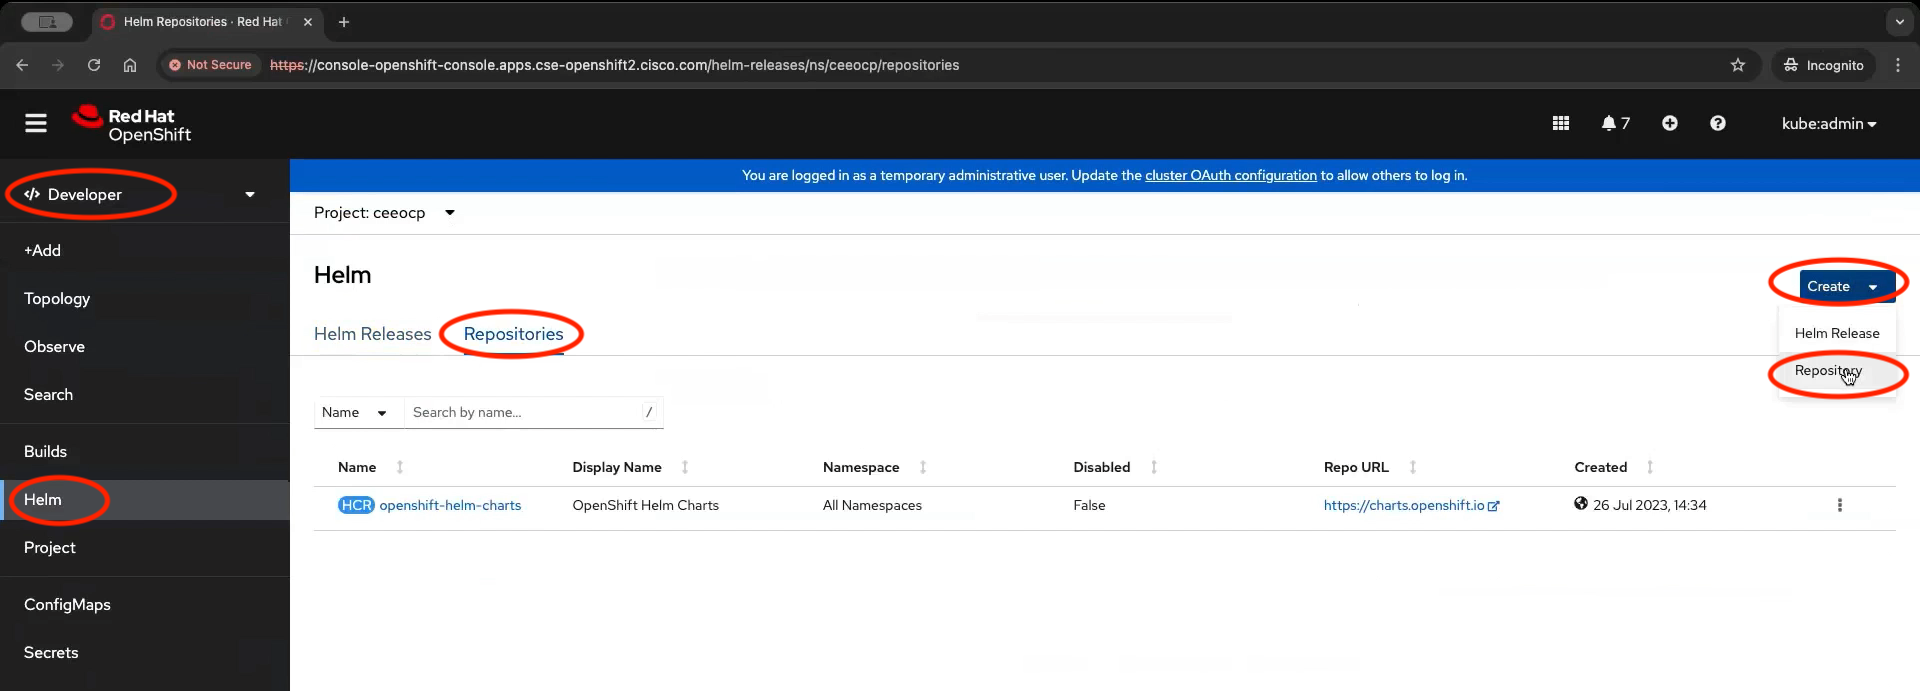 Helm Repositories · Red Hat
Not Secure https://console-openshift-console.apps.cse-openshift2.cisco.com/helm-releases/ns/ceeocp/repositories
Incognito
Red Hat
OpenShift
7
kube:admin
Developer
You are logged in as a temporary administrative user. Update the cluster OAuth configuration to allow others to log in.
Project: ceeocp
+Add
Topology
Observe
Search
Builds
Helm
Project
ConfigMaps
Secrets
Helm
Create
Helm Releases Repositories
Helm Release
Repository
Name Search by name... /
Name Display Name Namespace Disabled Repo URL Created
HCR openshift-helm-charts OpenShift Helm Charts All Namespaces False https://charts.openshift.io 26 Jul 2023, 14:34